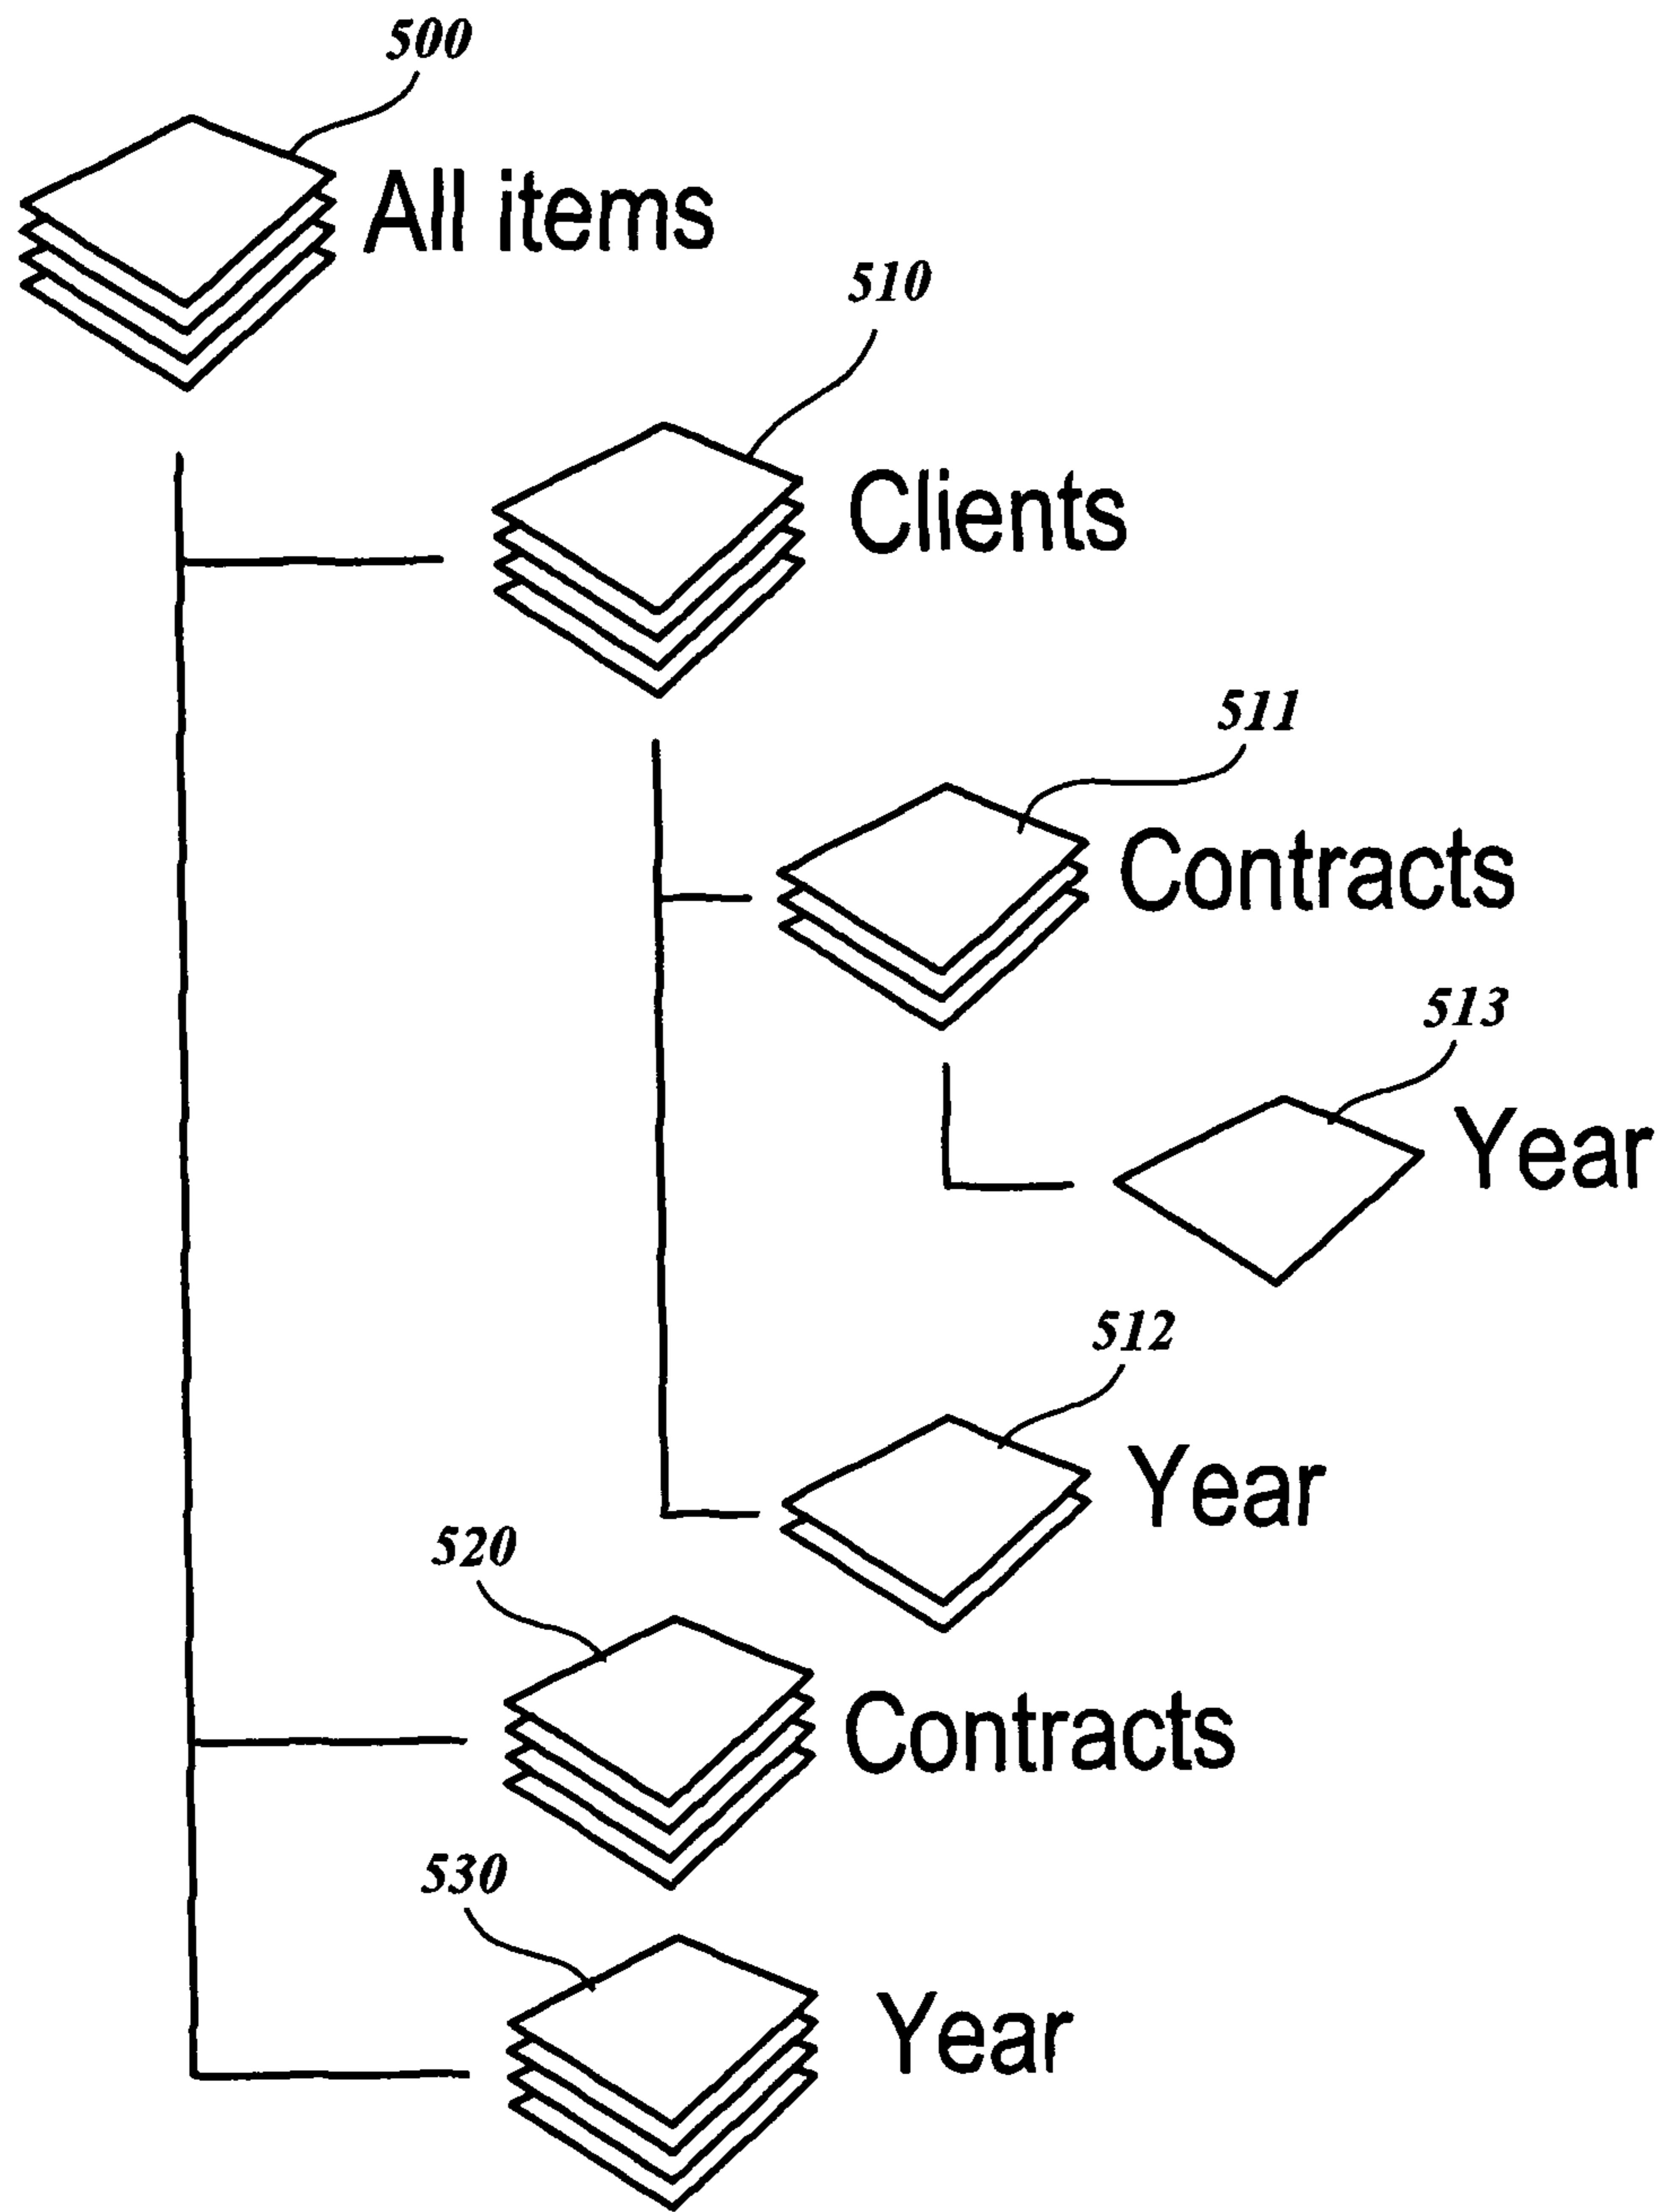 500
All items
510
Clients
511
Contracts
513
Year
512
Year
520
Contracts
530
Year